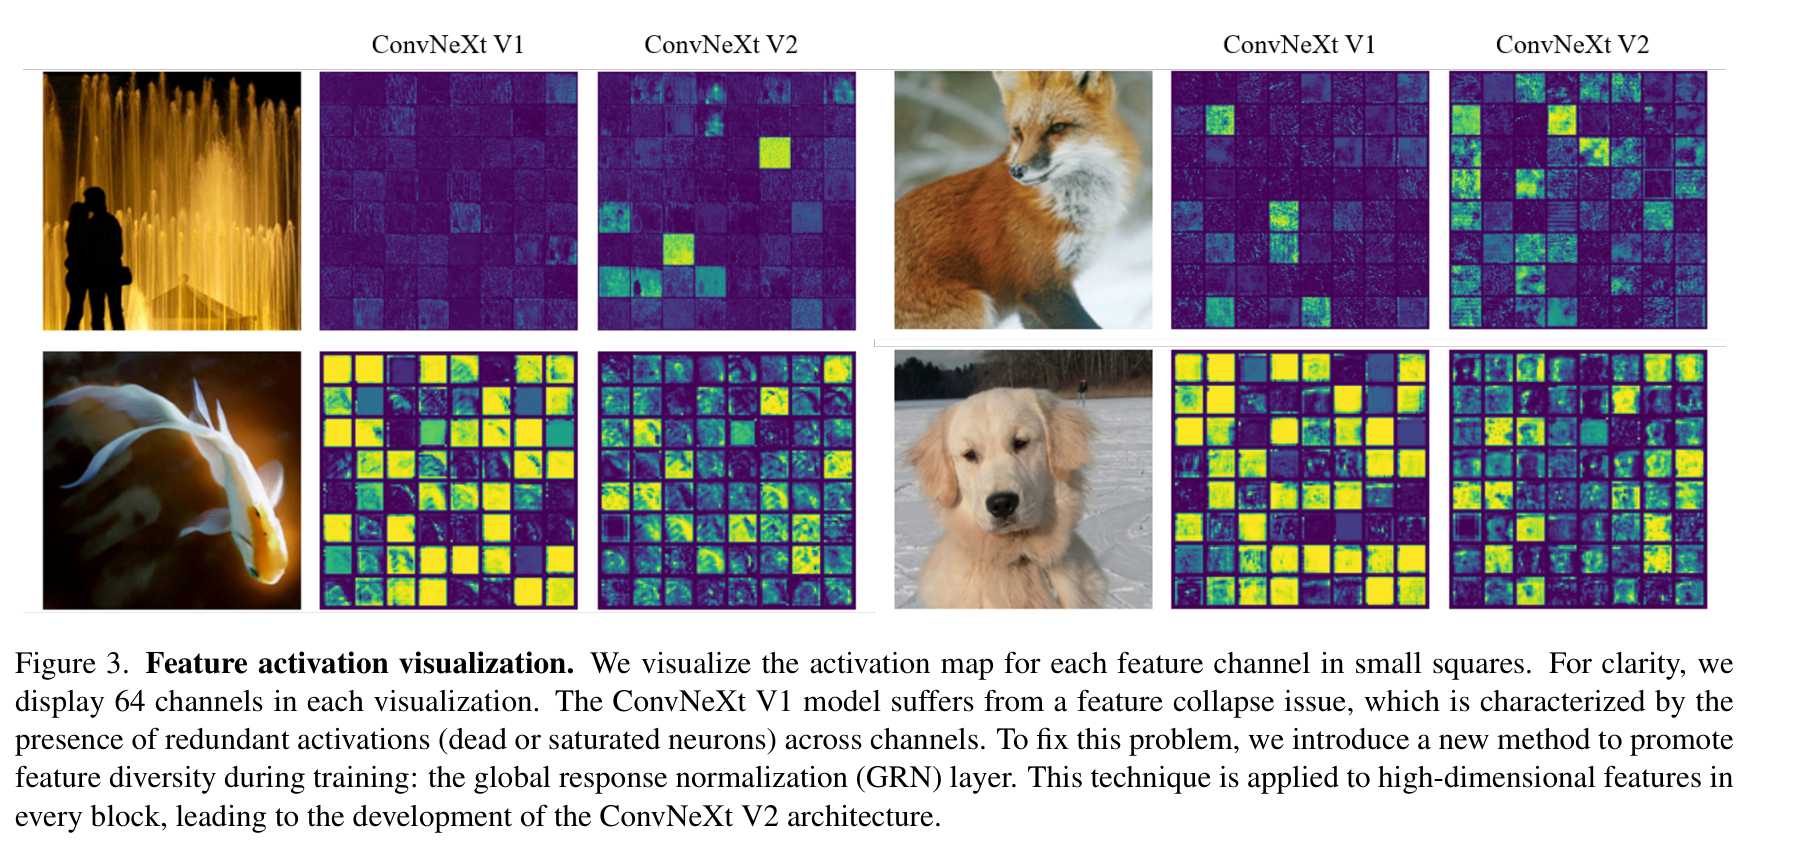 ConvNeXt V1
ConvNeXt V2
ConvNeXt V1
ConvNeXt V2
Figure 3. Feature activation visualization. We visualize the activation map for each feature channel in small squares. For clarity, we
display 64 channels in each visualization. The ConvNeXt V1 model suffers from a feature collapse issue, which is characterized by the
presence of redundant activations (dead or saturated neurons) across channels. To fix this problem, we introduce a new method to promote
feature diversity during training: the global response normalization (GRN) layer. This technique is applied to high-dimensional features in
every block, leading to the development of the ConvNeXt V2 architecture.